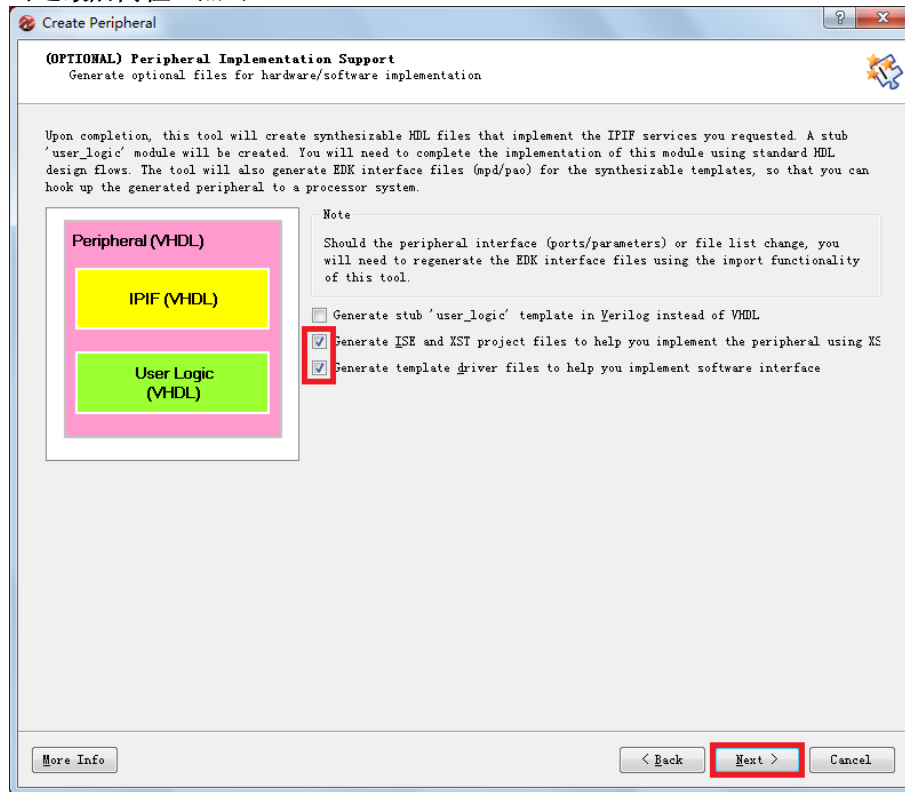 Create Peripheral
(OPTIONAL) Peripheral Implementation Support
Generate optional files for hardware/software implementation
Upon completion, this tool will create synthesizable HDL files that implement the IPIF services you requested. A stub
'user_logic' module will be created. You will need to complete the implementation of this module using standard HDL
design flows. The tool will also generate EDK interface files (mpd/pao) for the synthesizable templates, so that you can
hook up the generated peripheral to a processor system.
Peripheral (VHDL)
IPIF (VHDL)
User Logic
(VHDL)
Note
Should the peripheral interface (ports/parameters) or file list change, you
will need to regenerate the EDK interface files using the import functionality
of this tool.
Generate stub 'user_logic' template in Verilog instead of VHDL
Generate ISE and XST project files to help you implement the peripheral using XS
Generate template driver files to help you implement software interface
More Info
< Back
Next >
Cancel